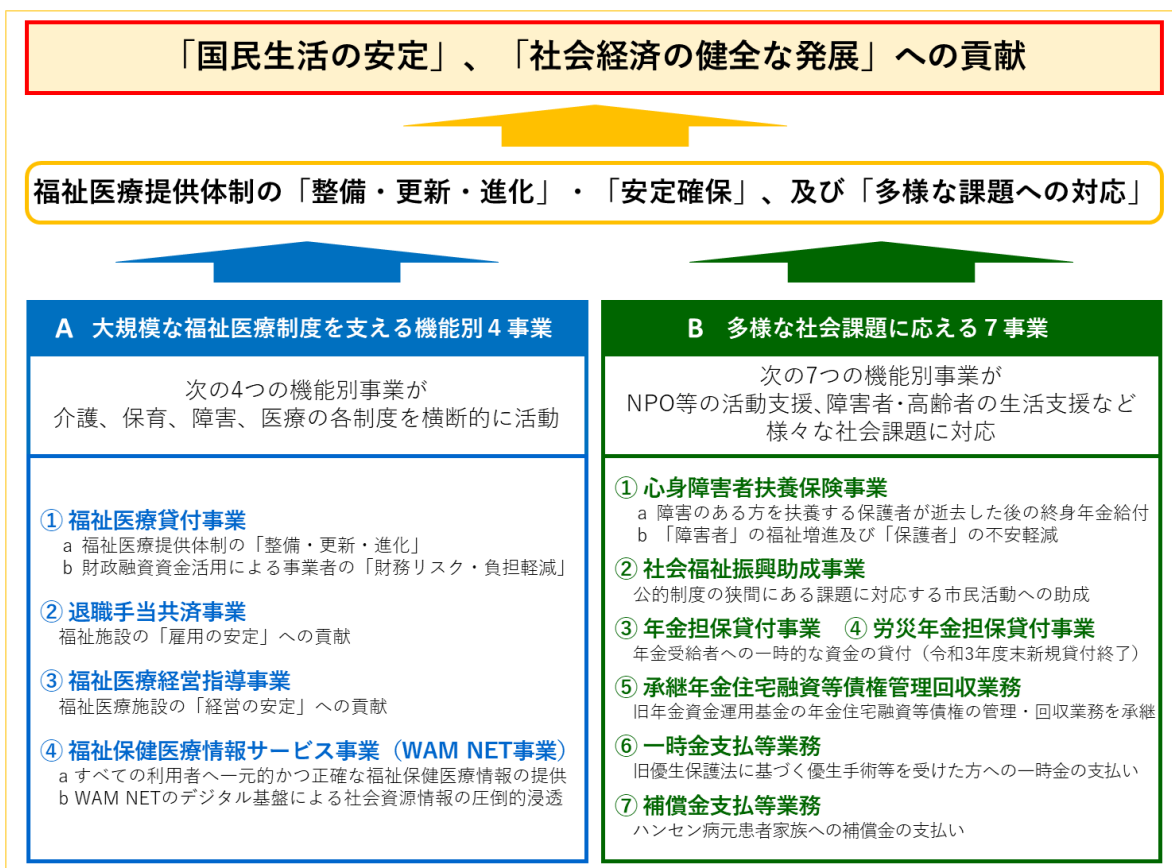 「国民生活の安定」、「社会経済の健全な発展」への貢献
福祉医療提供体制の「整備・更新・進化」・「安定確保」、及び「多様な課題への対応」
A 大規模な福祉医療制度を支える機能別4事業
次の4つの機能別事業が
介護、保育、障害、医療の各制度を横断的に活動
① 福祉医療貸付事業
a 福祉医療提供体制の「整備・更新・進化」
b 財政融資資金活用による事業者の「財務リスク・負担軽減」
② 退職手当共済事業
福祉施設の「雇用の安定」への貢献
③ 福祉医療経営指導事業
福祉医療施設の「経営の安定」への貢献
④ 福祉保健医療情報サービス事業（WAM NET事業）
a すべての利用者へ一元的かつ正確な福祉保健医療情報の提供
b WAM NETのデジタル基盤による社会資源情報の圧倒的浸透
B 多様な社会課題に応える7事業
次の7つの機能別事業が
NPO等の活動支援、障害者・高齢者の生活支援など
様々な社会課題に対応
① 心身障害者扶養保険事業
a 障害のある方を扶養する保護者が逝去した後の終身年金給付
b 「障害者」の福祉増進及び「保護者」の不安軽減
② 社会福祉振興助成事業
公的制度の狭間にある課題に対応する市民活動への助成
③ 年金担保貸付事業 ④ 労災年金担保貸付事業
年金受給者への一時的な資金の貸付（令和3年度末新規貸付終了）
⑤ 承継年金住宅融資等債権管理回収業務
旧年金資金運用基金の年金住宅融資等債権の管理・回収業務を承継
⑥ 一時金支払等業務
旧優生保護法に基づく優生手術等を受けた方への一時金の支払い
⑦ 補償金支払等業務
ハンセン病元患者家族への補償金の支払い